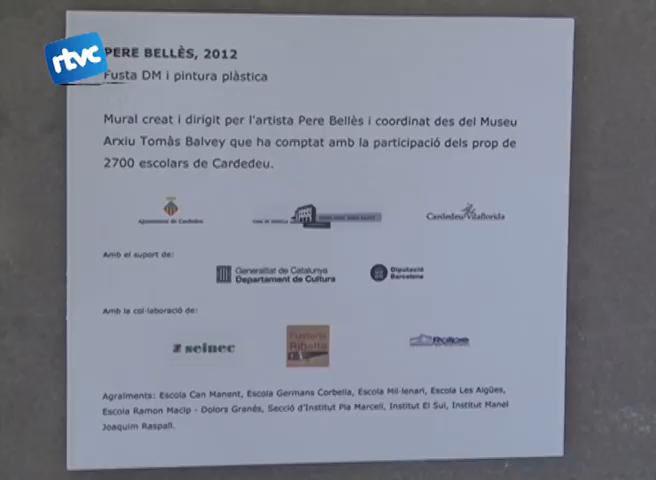 rtvc
PERE BELLÈS, 2012
Fusta DM i pintura plàstica
Mural creat i dirigit per l'artista Pere Bellès i coordinat des del Museu
Arxiu Tomàs Balvey que ha comptat amb la participació dels prop de
2700 escolars de Cardedeu.
Ajuntament de Cardedeu
Cardedeu Vilaflorida
Amb el suport de:
Generalitat de Catalunya
Departament de Cultura
Diputació
Barcelona
Amb la col·laboració de:
seinec
Fusteria
Ribalta
Rolpe
Agraïments: Escola Can Manent, Escola Germans Corbella, Escola Mil·lenari, Escola Les Aigües,
Escola Ramon Macip - Dolors Granés, Secció d'Institut Pla Marcell, Institut El Sui, Institut Manel
Joaquim Raspall.